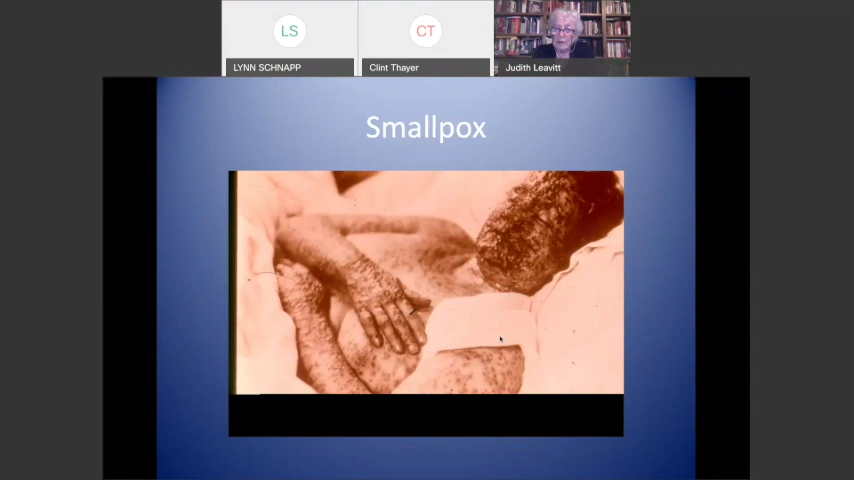 LS
CT
LYNN SCHNAPP
Clint Thayer
Judith Leavitt
Smallpox